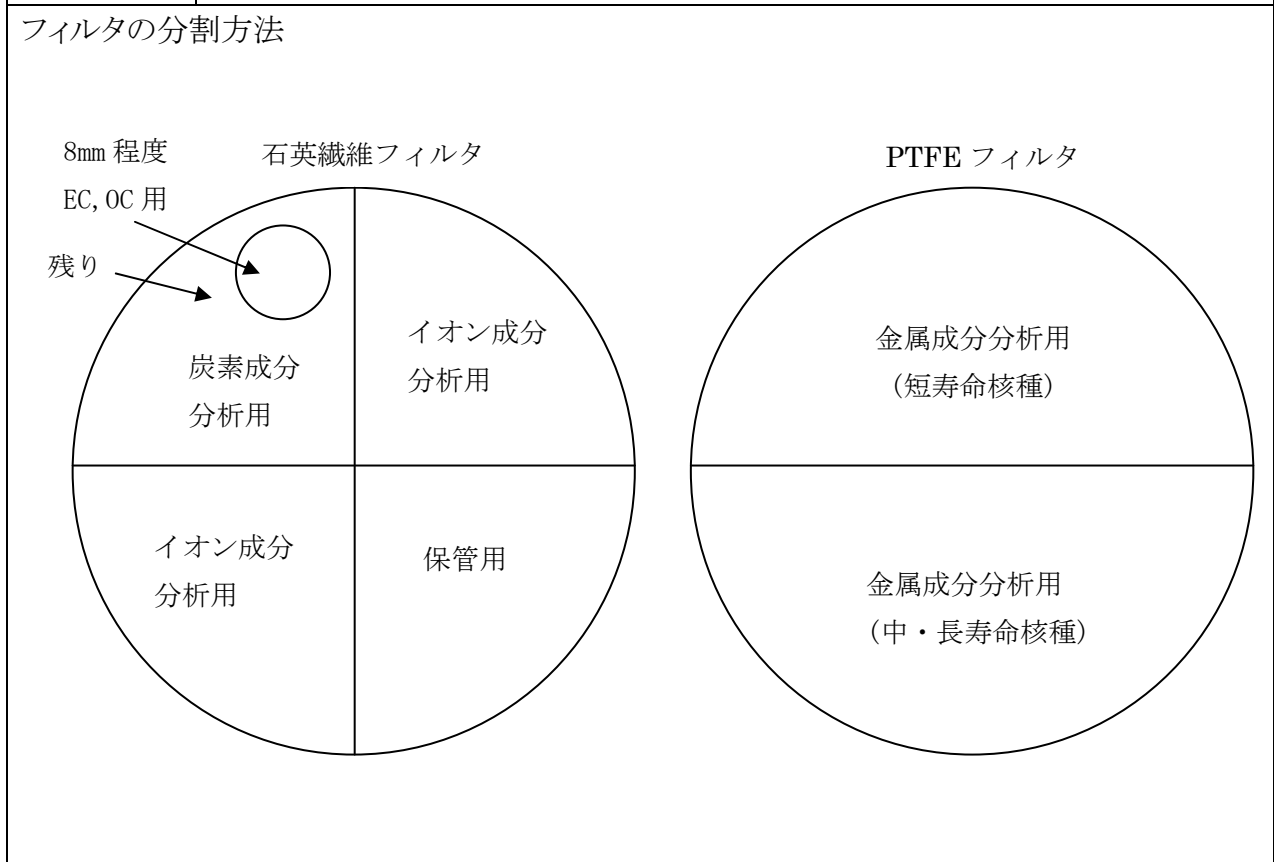 フィルタの分割方法
8mm 程度
EC, OC 用
残り
石英繊維フィルタ
炭素成分
分析用
イオン成分
分析用
イオン成分
分析用
保管用
PTFE フィルタ
金属成分分析用
（短寿命核種）
金属成分分析用
（中・長寿命核種）